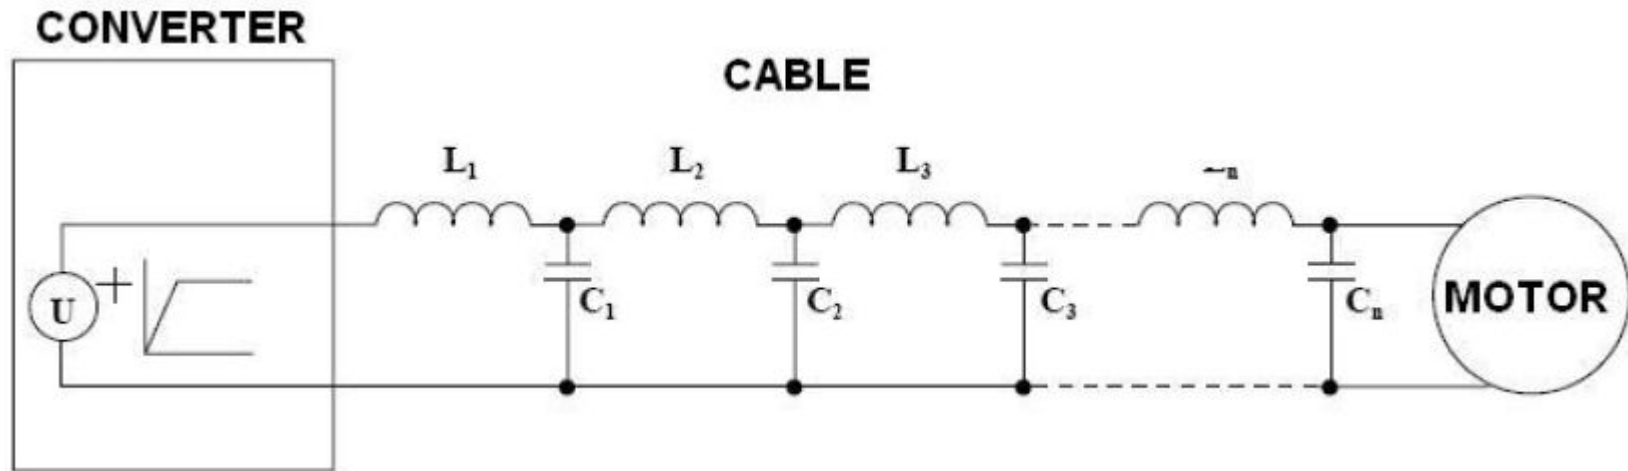 CONVERTER
CABLE
L₁
L₂
L₃
U
+
C₁
C₂
C₃
Cₙ
MOTOR